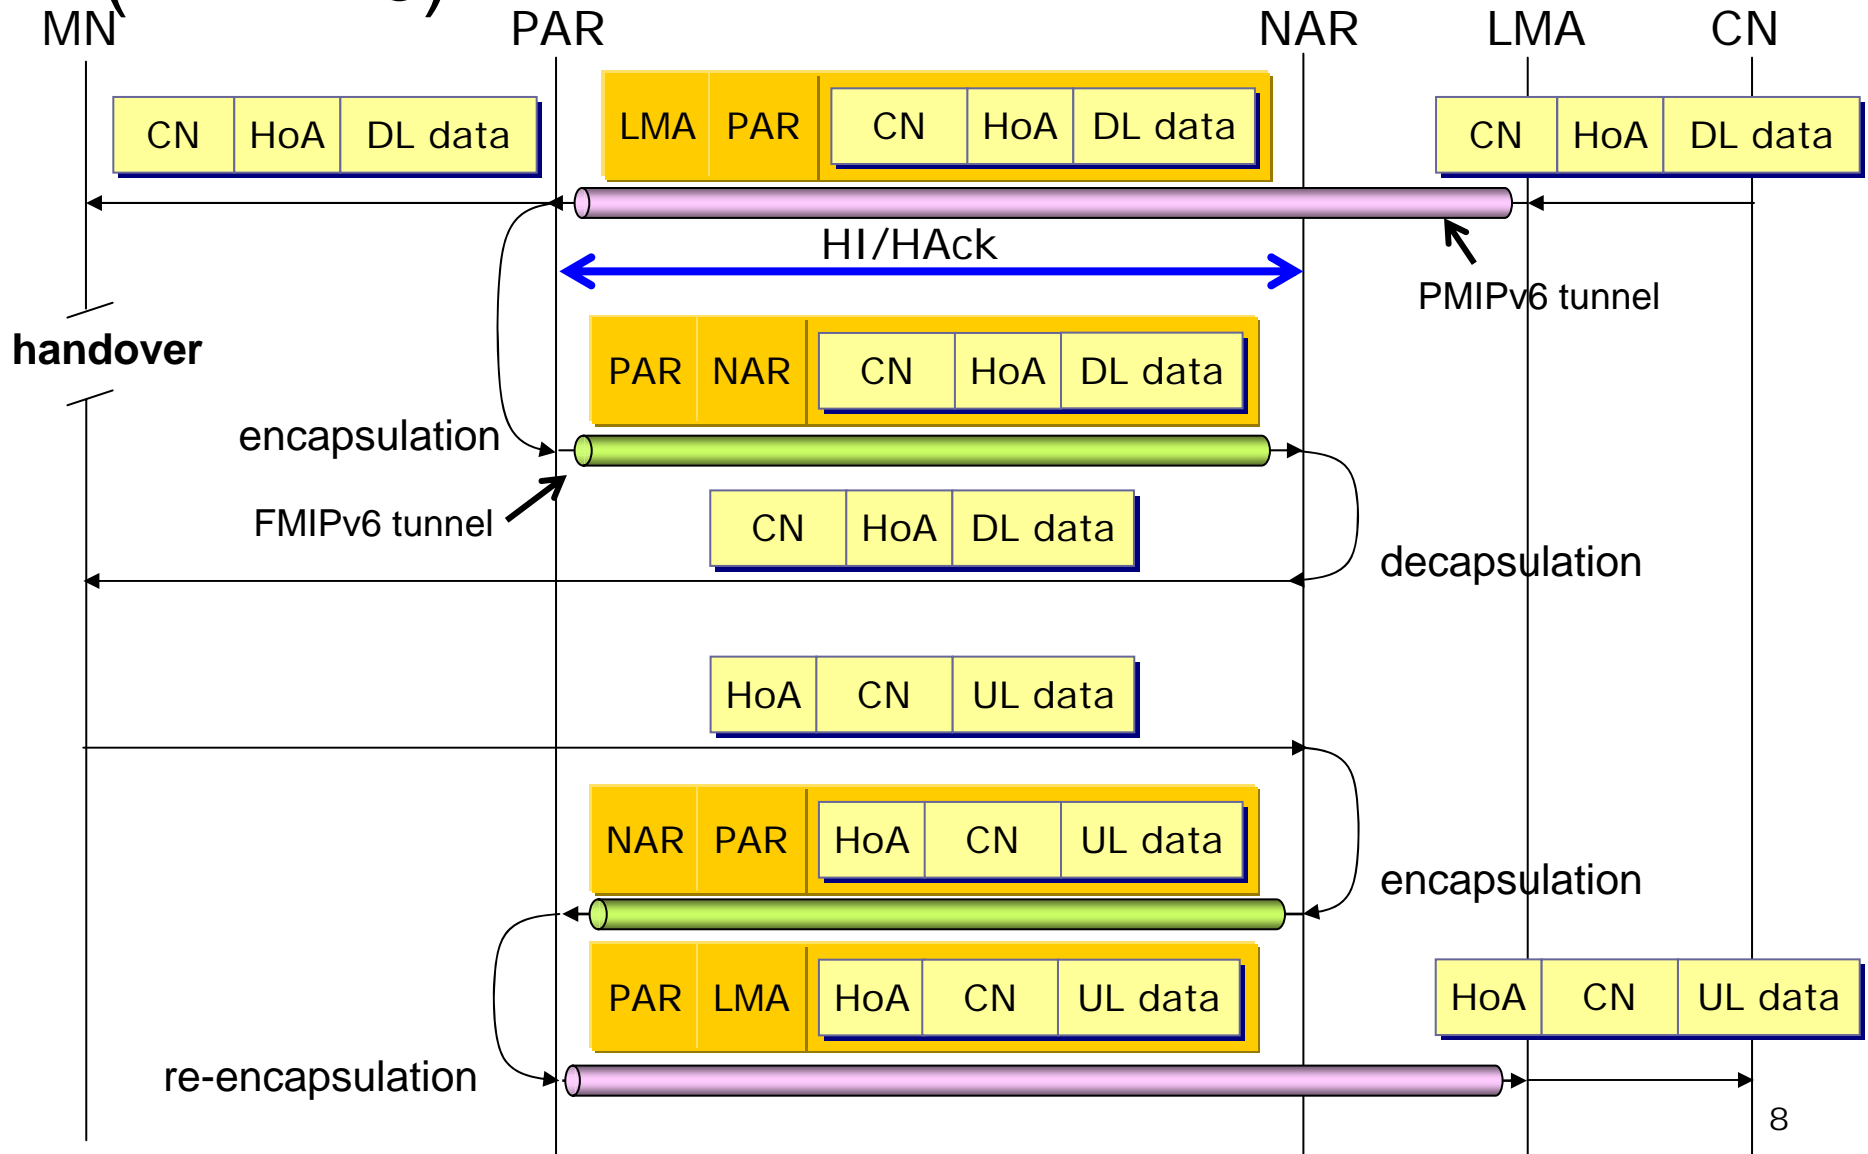 MN PAR NAR LMA CN
CN HoA DL data
LMA PAR CN HoA DL data
CN HoA DL data
HI/HAck
PMIPv6 tunnel
handover
PAR NAR CN HoA DL data
encapsulation
FMIPv6 tunnel
CN HoA DL data
decapsulation
HoA CN UL data
NAR PAR HoA CN UL data
encapsulation
PAR LMA HoA CN UL data
HoA CN UL data
re-encapsulation
8